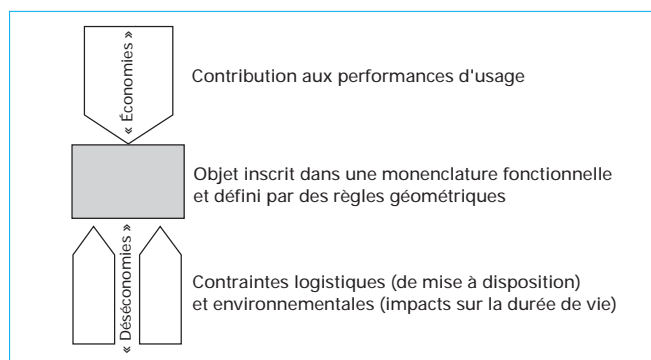 « Économies »
Contribution aux performances d'usage
Objet inscrit dans une monenclature fonctionnelle
et défini par des règles géométriques
« Déséconomies »
Contraintes logistiques (de mise à disposition)
et environnementales (impacts sur la durée de vie)